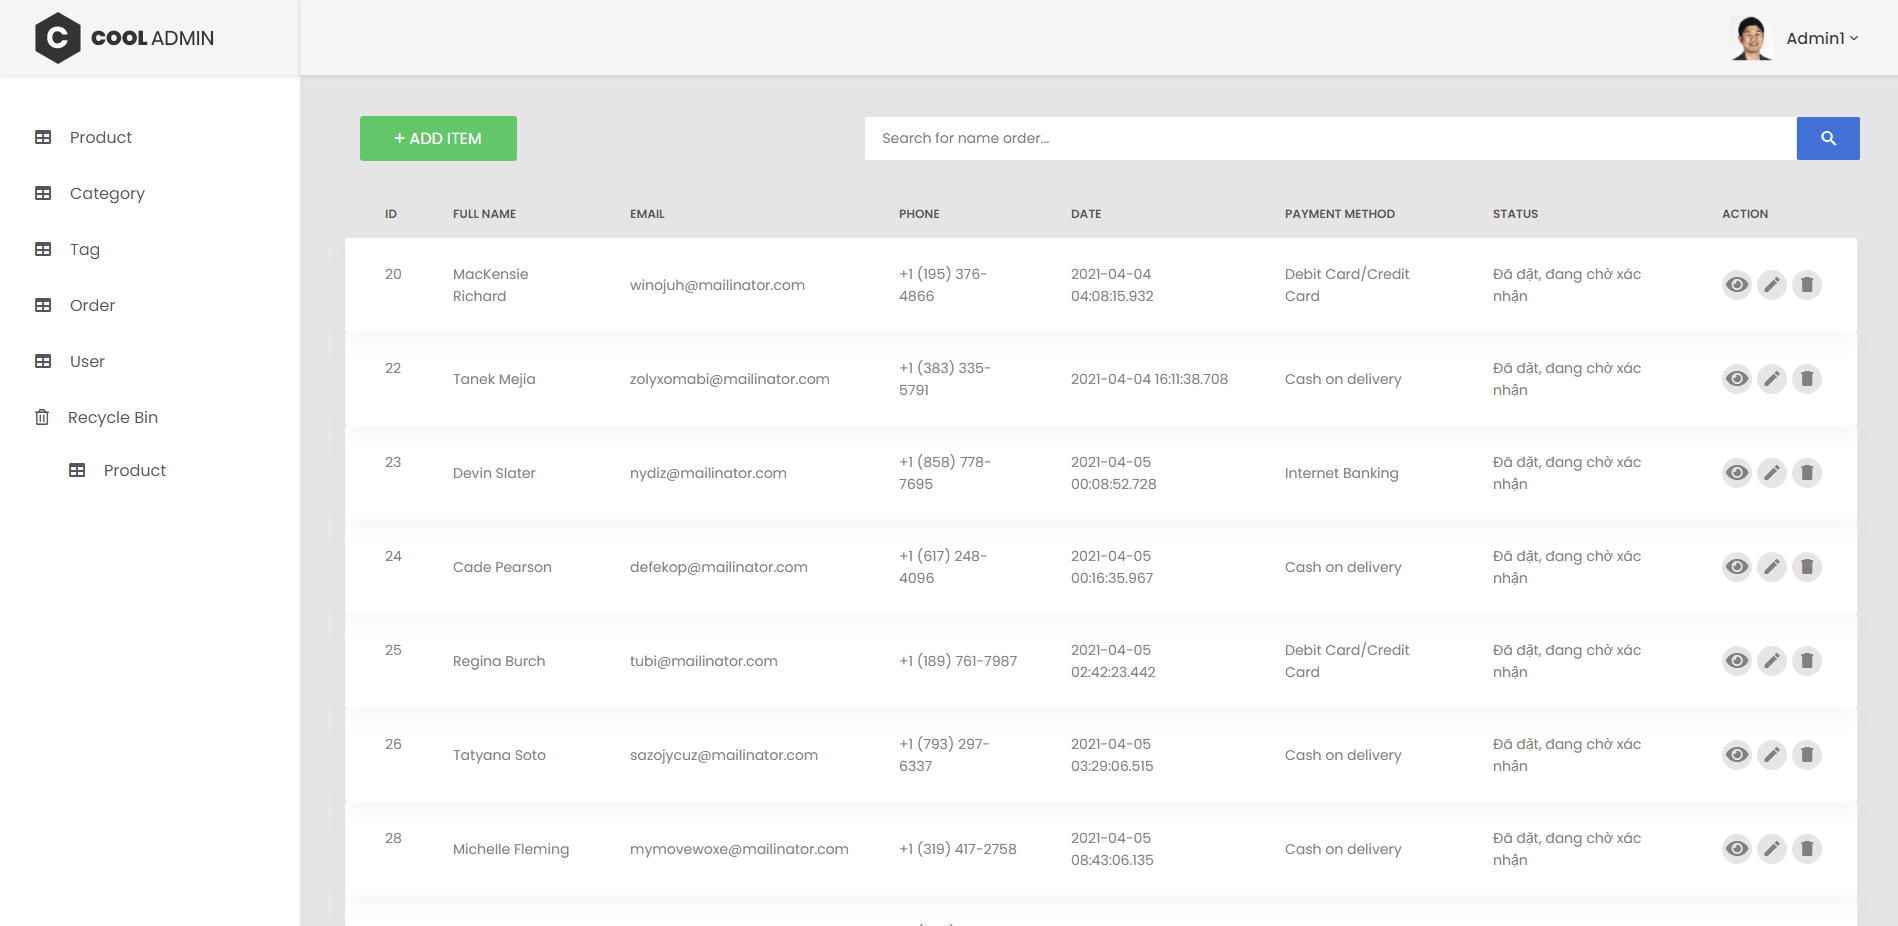 C COOL ADMIN
Admin1
Product
Category
Tag
Order
User
Recycle Bin
Product
+ ADD ITEM
Search for name order...
ID FULL NAME EMAIL PHONE DATE PAYMENT METHOD STATUS ACTION
20 MacKensie Richard winojuh@mailinator.com +1 (195) 376-4866 2021-04-04 04:08:15.932 Debit Card/Credit Card Đã đặt, đang chờ xác nhận
22 Tanek Mejia zolyxomabi@mailinator.com +1 (383) 335-5791 2021-04-04 16:11:38.708 Cash on delivery Đã đặt, đang chờ xác nhận
23 Devin Slater nydiz@mailinator.com +1 (858) 778-7695 2021-04-05 00:08:52.728 Internet Banking Đã đặt, đang chờ xác nhận
24 Cade Pearson defekop@mailinator.com +1 (617) 248-4096 2021-04-05 00:16:35.967 Cash on delivery Đã đặt, đang chờ xác nhận
25 Regina Burch tubi@mailinator.com +1 (189) 761-7987 2021-04-05 02:42:23.442 Debit Card/Credit Card Đã đặt, đang chờ xác nhận
26 Tatyana Soto sazojycuz@mailinator.com +1 (793) 297-6337 2021-04-05 03:29:06.515 Cash on delivery Đã đặt, đang chờ xác nhận
28 Michelle Fleming mymovewoxe@mailinator.com +1 (319) 417-2758 2021-04-05 08:43:06.135 Cash on delivery Đã đặt, đang chờ xác nhận